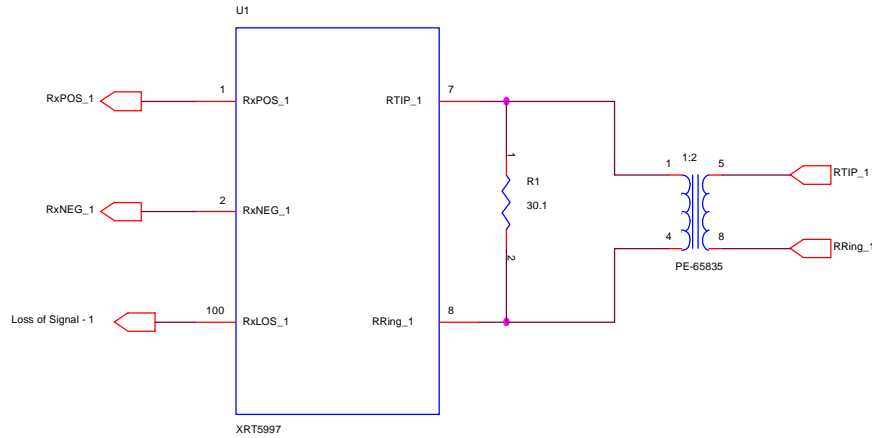 U1
1
7
RxPOS_1
RxPOS_1
RTIP_1
1
1:2
1
5
R1
RTIP_1
30.1
2
RxNEG_1
RxNEG_1
4
8
RRing_1
2
PE-65835
100
8
Loss of Signal - 1
RxLOS_1
RRing_1
XRT5997